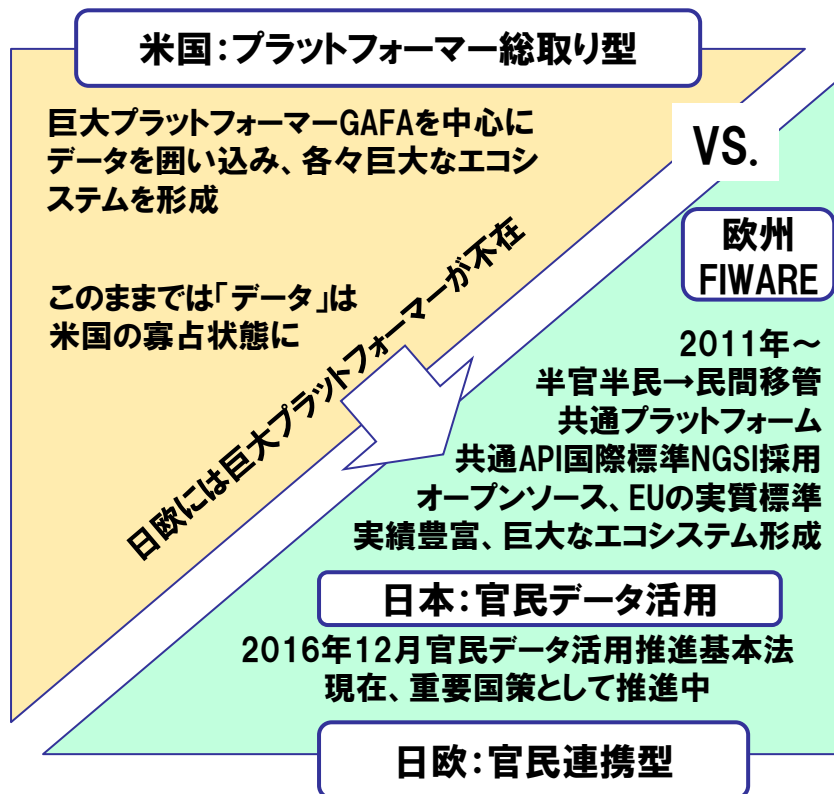 米国：プラットフォーマー総取り型
巨大プラットフォーマーGAFAを中心に
データを囲い込み、各々巨大なエコシ
ステムを形成
VS.
このままでは「データ」は
米国の寡占状態に
日欧には巨大プラットフォーマーが不在
欧州
FIWARE
2011年～
半官半民→民間移管
共通プラットフォーム
共通API国際標準NGSI採用
オープンソース、EUの実質標準
実績豊富、巨大なエコシステム形成
日本：官民データ活用
2016年12月官民データ活用推進基本法
現在、重要国策として推進中
日欧：官民連携型